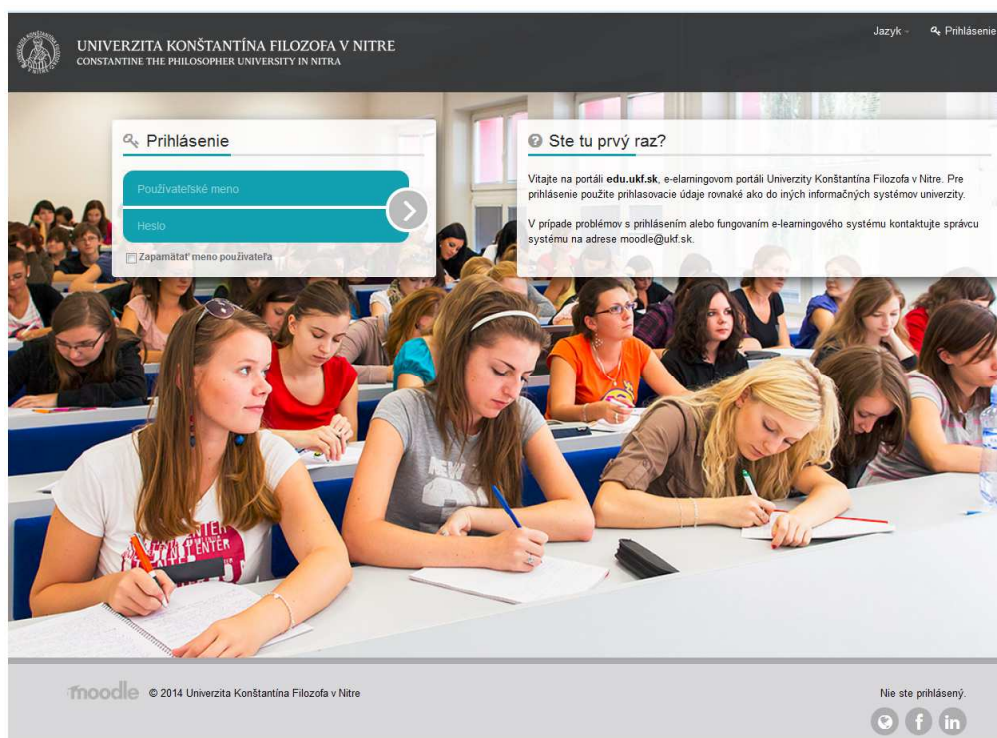 UNIVERZITA KONŠTANTÍNA FILOZOFA V NITRE
CONSTANTINE THE PHILOSOPHER UNIVERSITY IN NITRA
Jazyk
Prihlásenie
Prihlásenie
Používateľské meno
Heslo
Zapamätať meno používateľa
Ste tu prvý raz?
Vitajte na portáli edu.ukf.sk, e-elarningovom portáli Univerzity Konštantína Filozofa v Nitre. Pre
prihlásenie použite prihlasovacie údaje rovnaké ako do iných informačných systémov univerzity.
V prípade problémov s prihlásením alebo fungovaním e-learningového systému kontaktujte správcu
systému na adrese moodle@ukf.sk.
moodle
© 2014 Univerzita Konštantína Filozofa v Nitre
Nie ste prihlásený.
f
in